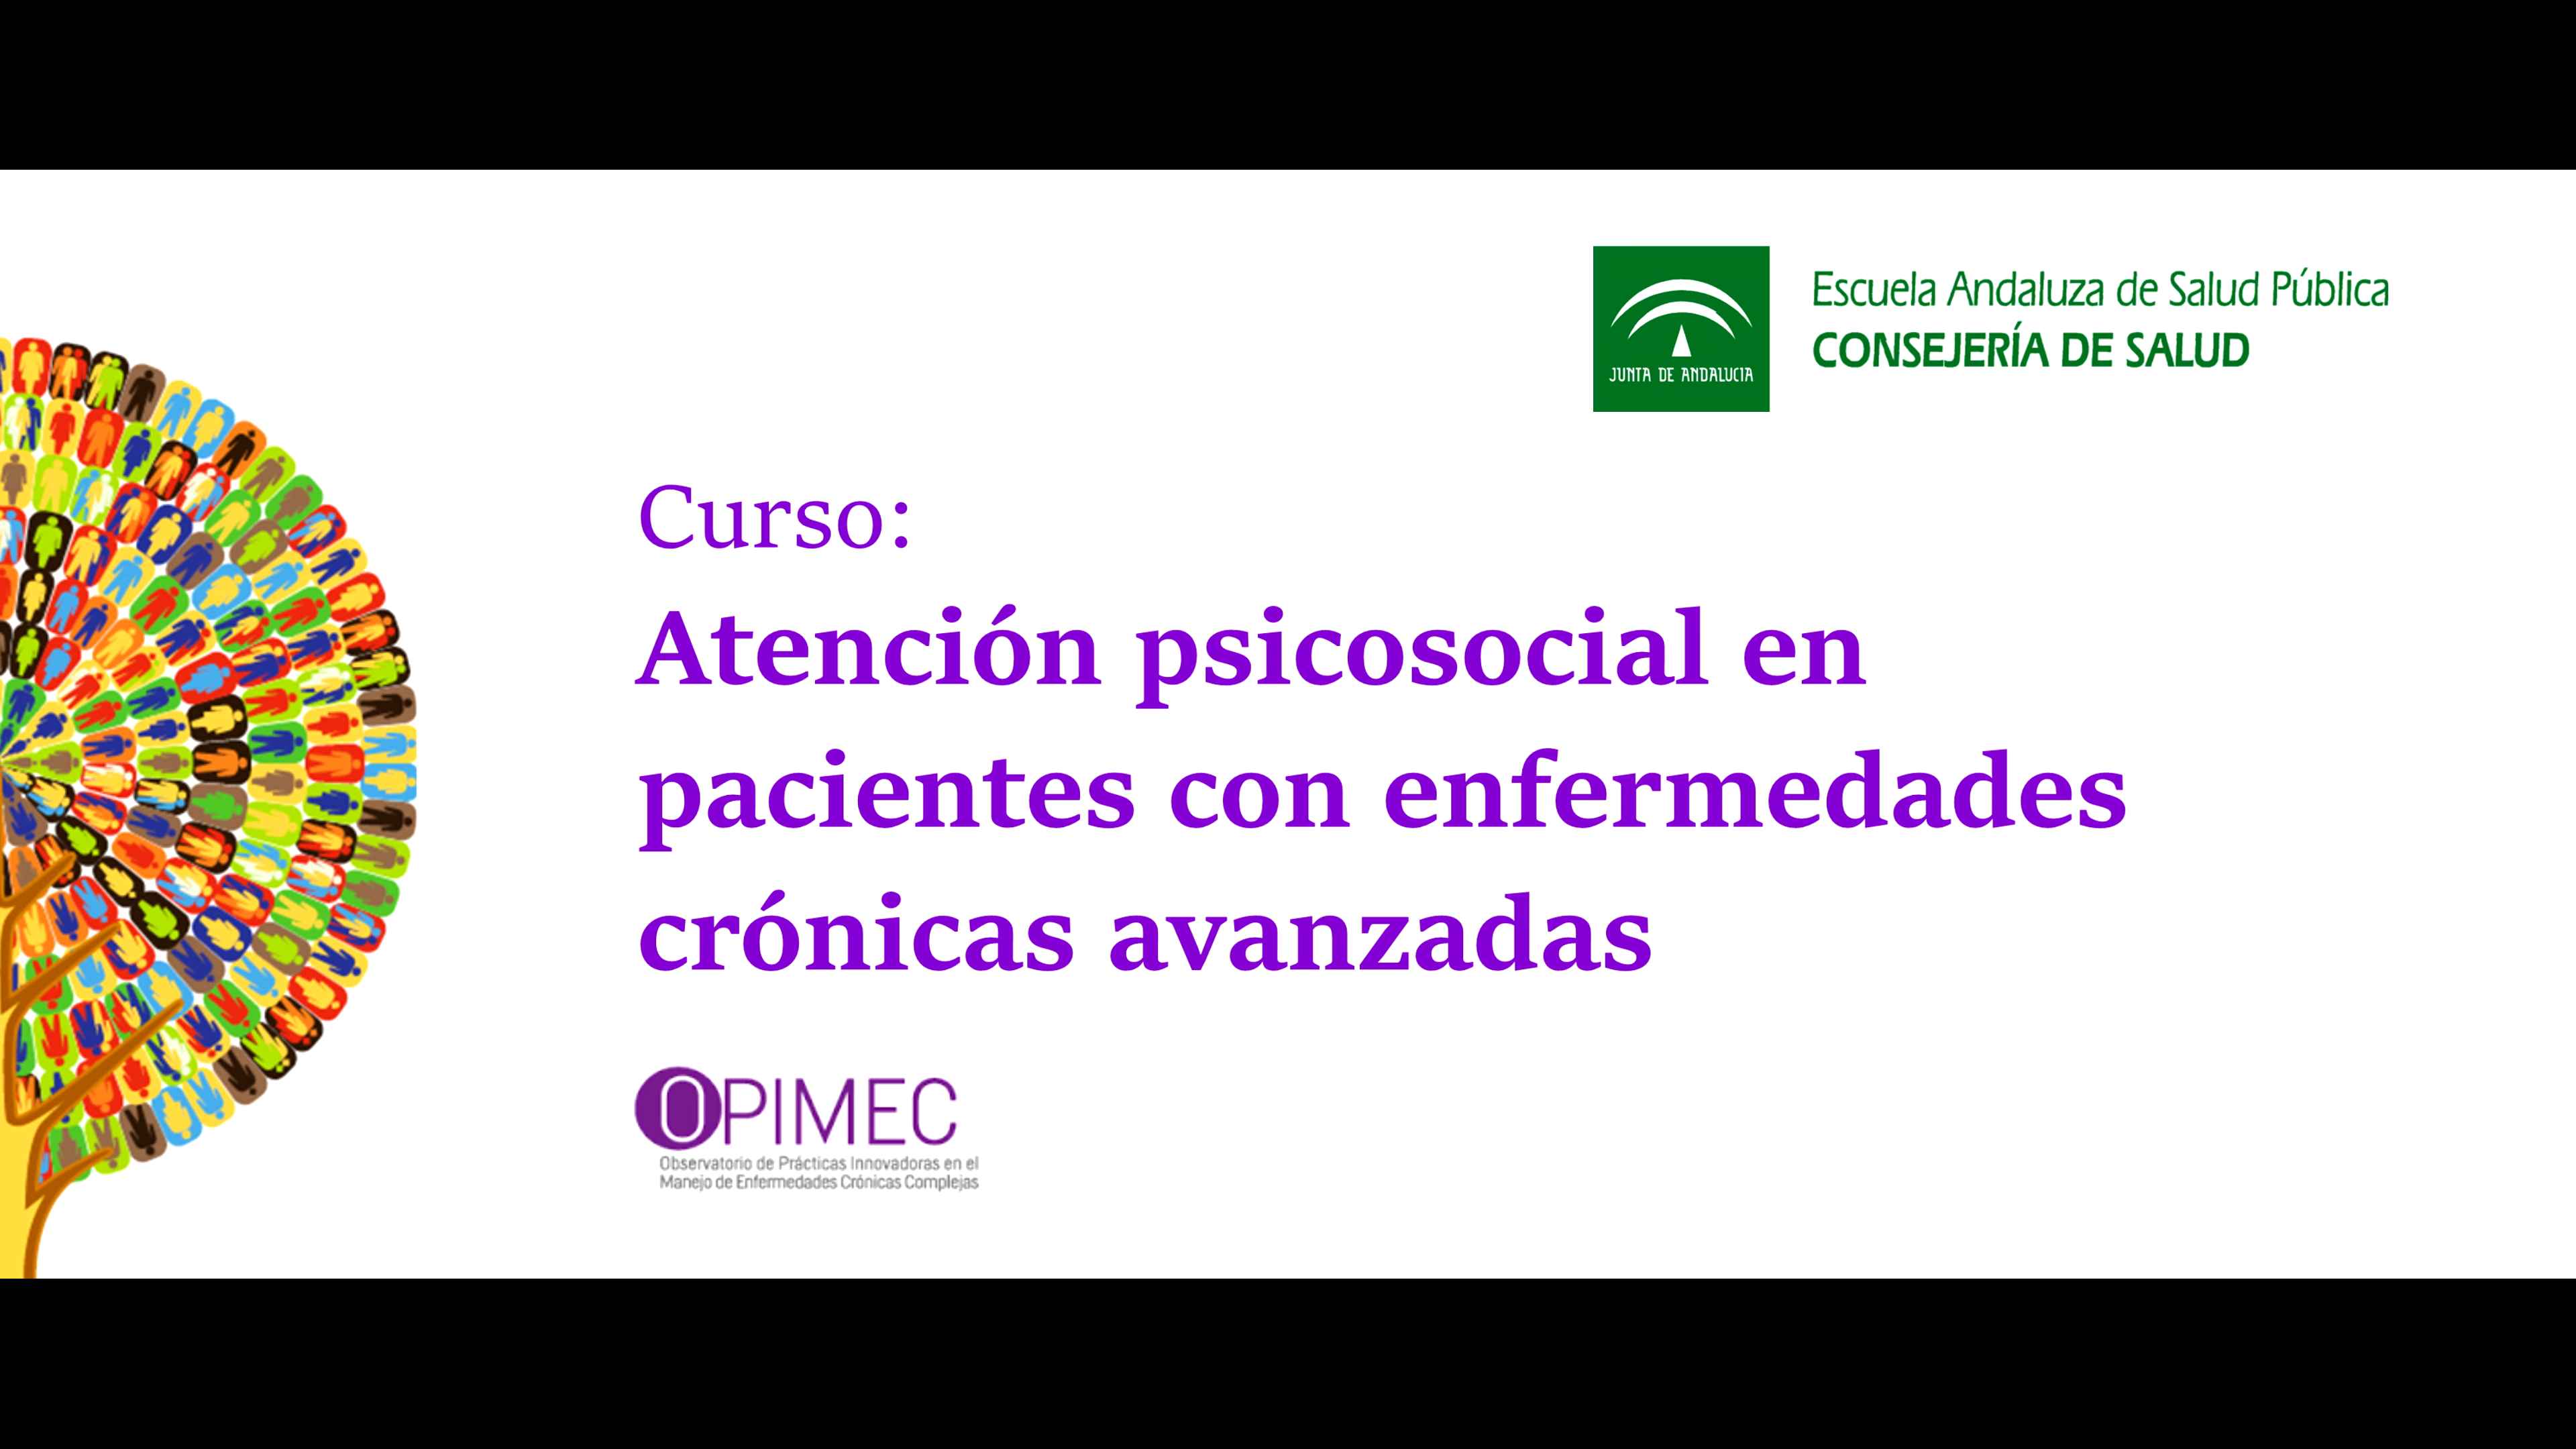 JUNTA DE ANDALUCIA
Escuela Andaluza de Salud Pública
CONSEJERÍA DE SALUD
Curso:
Atención psicosocial en
pacientes con enfermedades
crónicas avanzadas
OPIMEC
Observatorio de Prácticas Innovadoras en el
Manejo de Enfermedades Crónicas Complejas